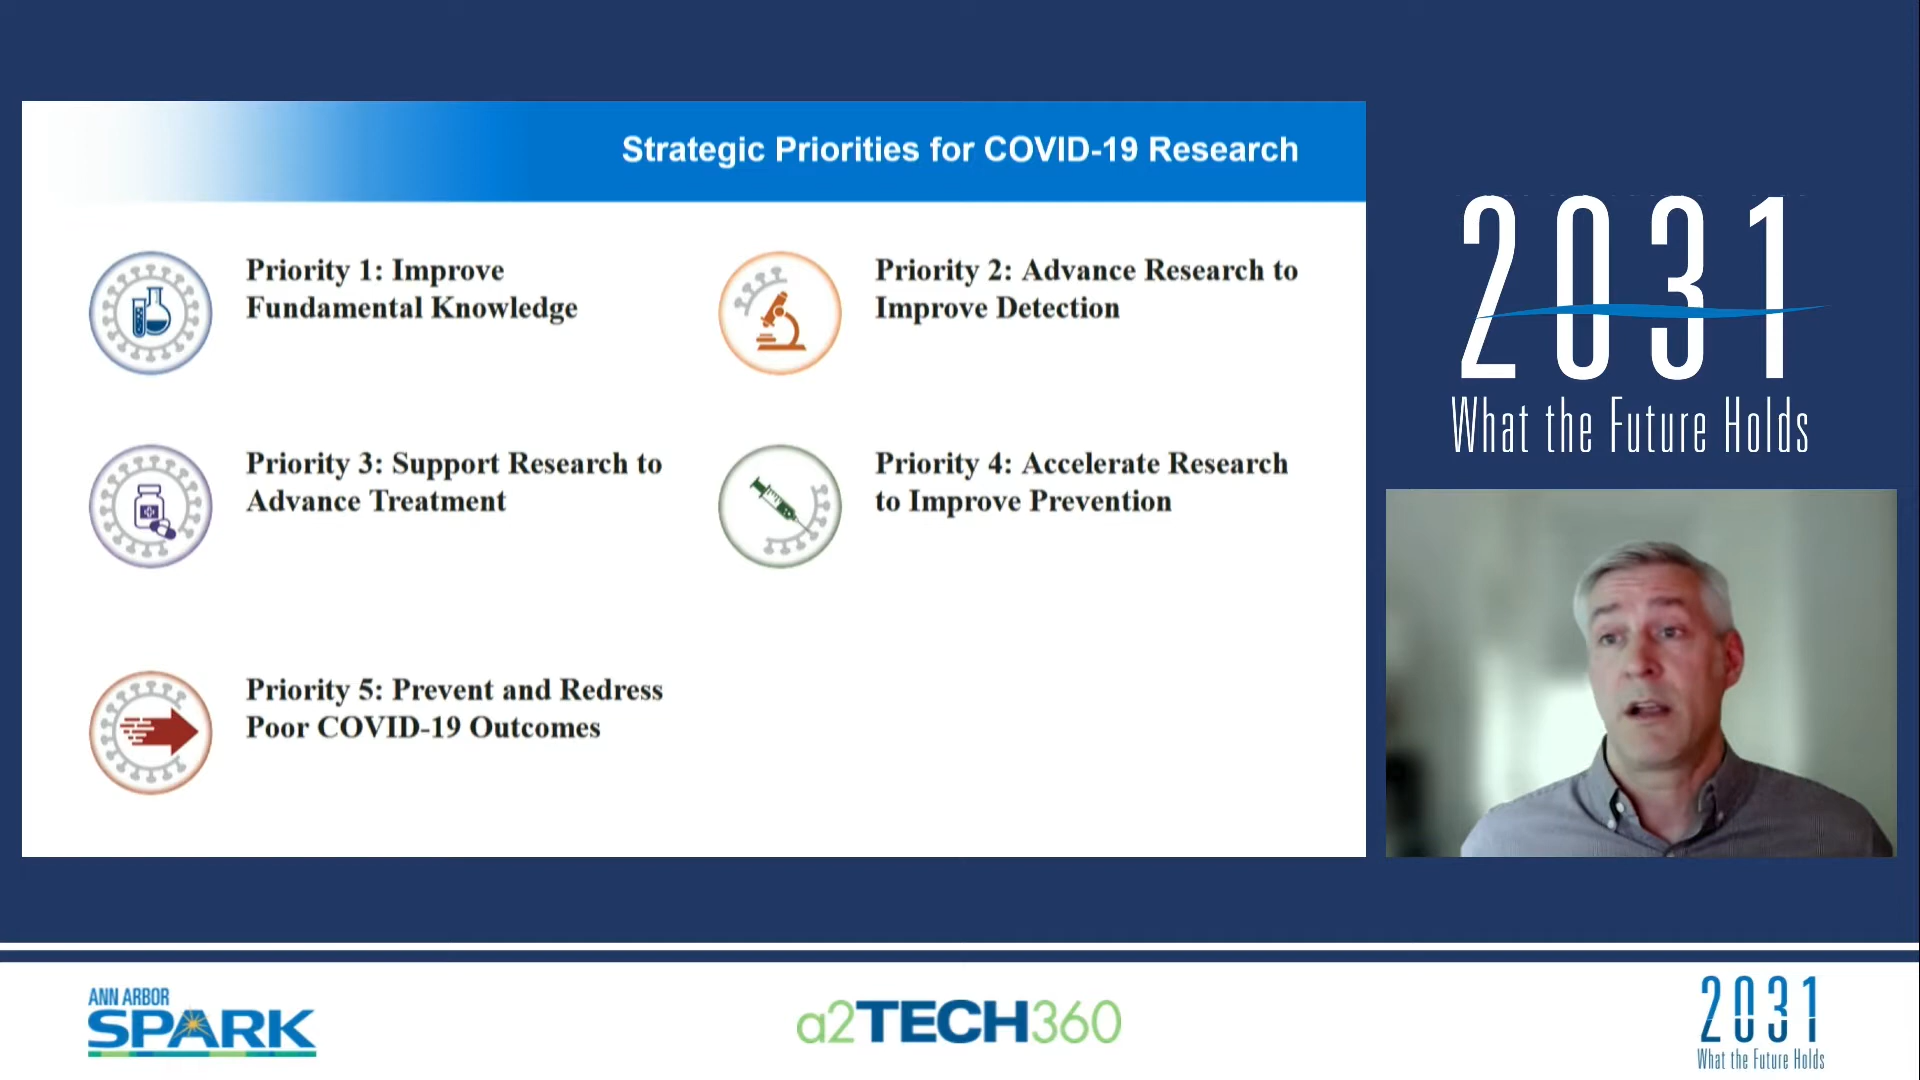 Strategic Priorities for COVID-19 Research
Priority 1: Improve
Fundamental Knowledge
Priority 2: Advance Research to
Improve Detection
Priority 3: Support Research to
Advance Treatment
Priority 4: Accelerate Research
to Improve Prevention
Priority 5: Prevent and Redress
Poor COVID-19 Outcomes
2031
What the Future Holds
ANN ARBOR
SPARK
a2TECH360
2031
What the Future Holds